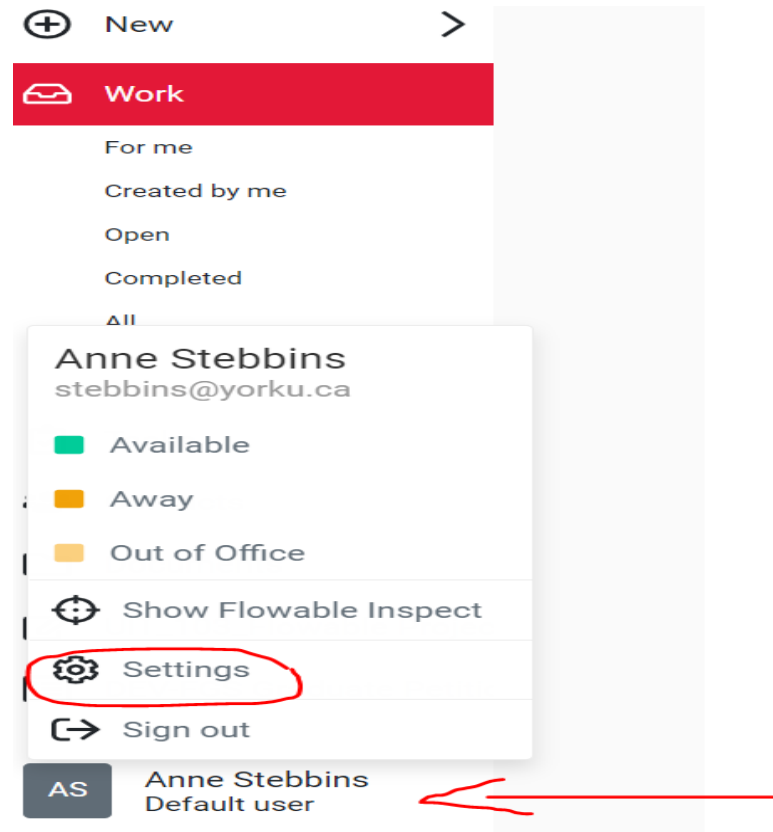 New
Work
For me
Created by me
Open
Completed
All
Anne Stebbins
stebbins@yorku.ca
Available
Away
Out of Office
Show Flowable Inspect
Settings
Sign out
AS
Anne Stebbins
Default user